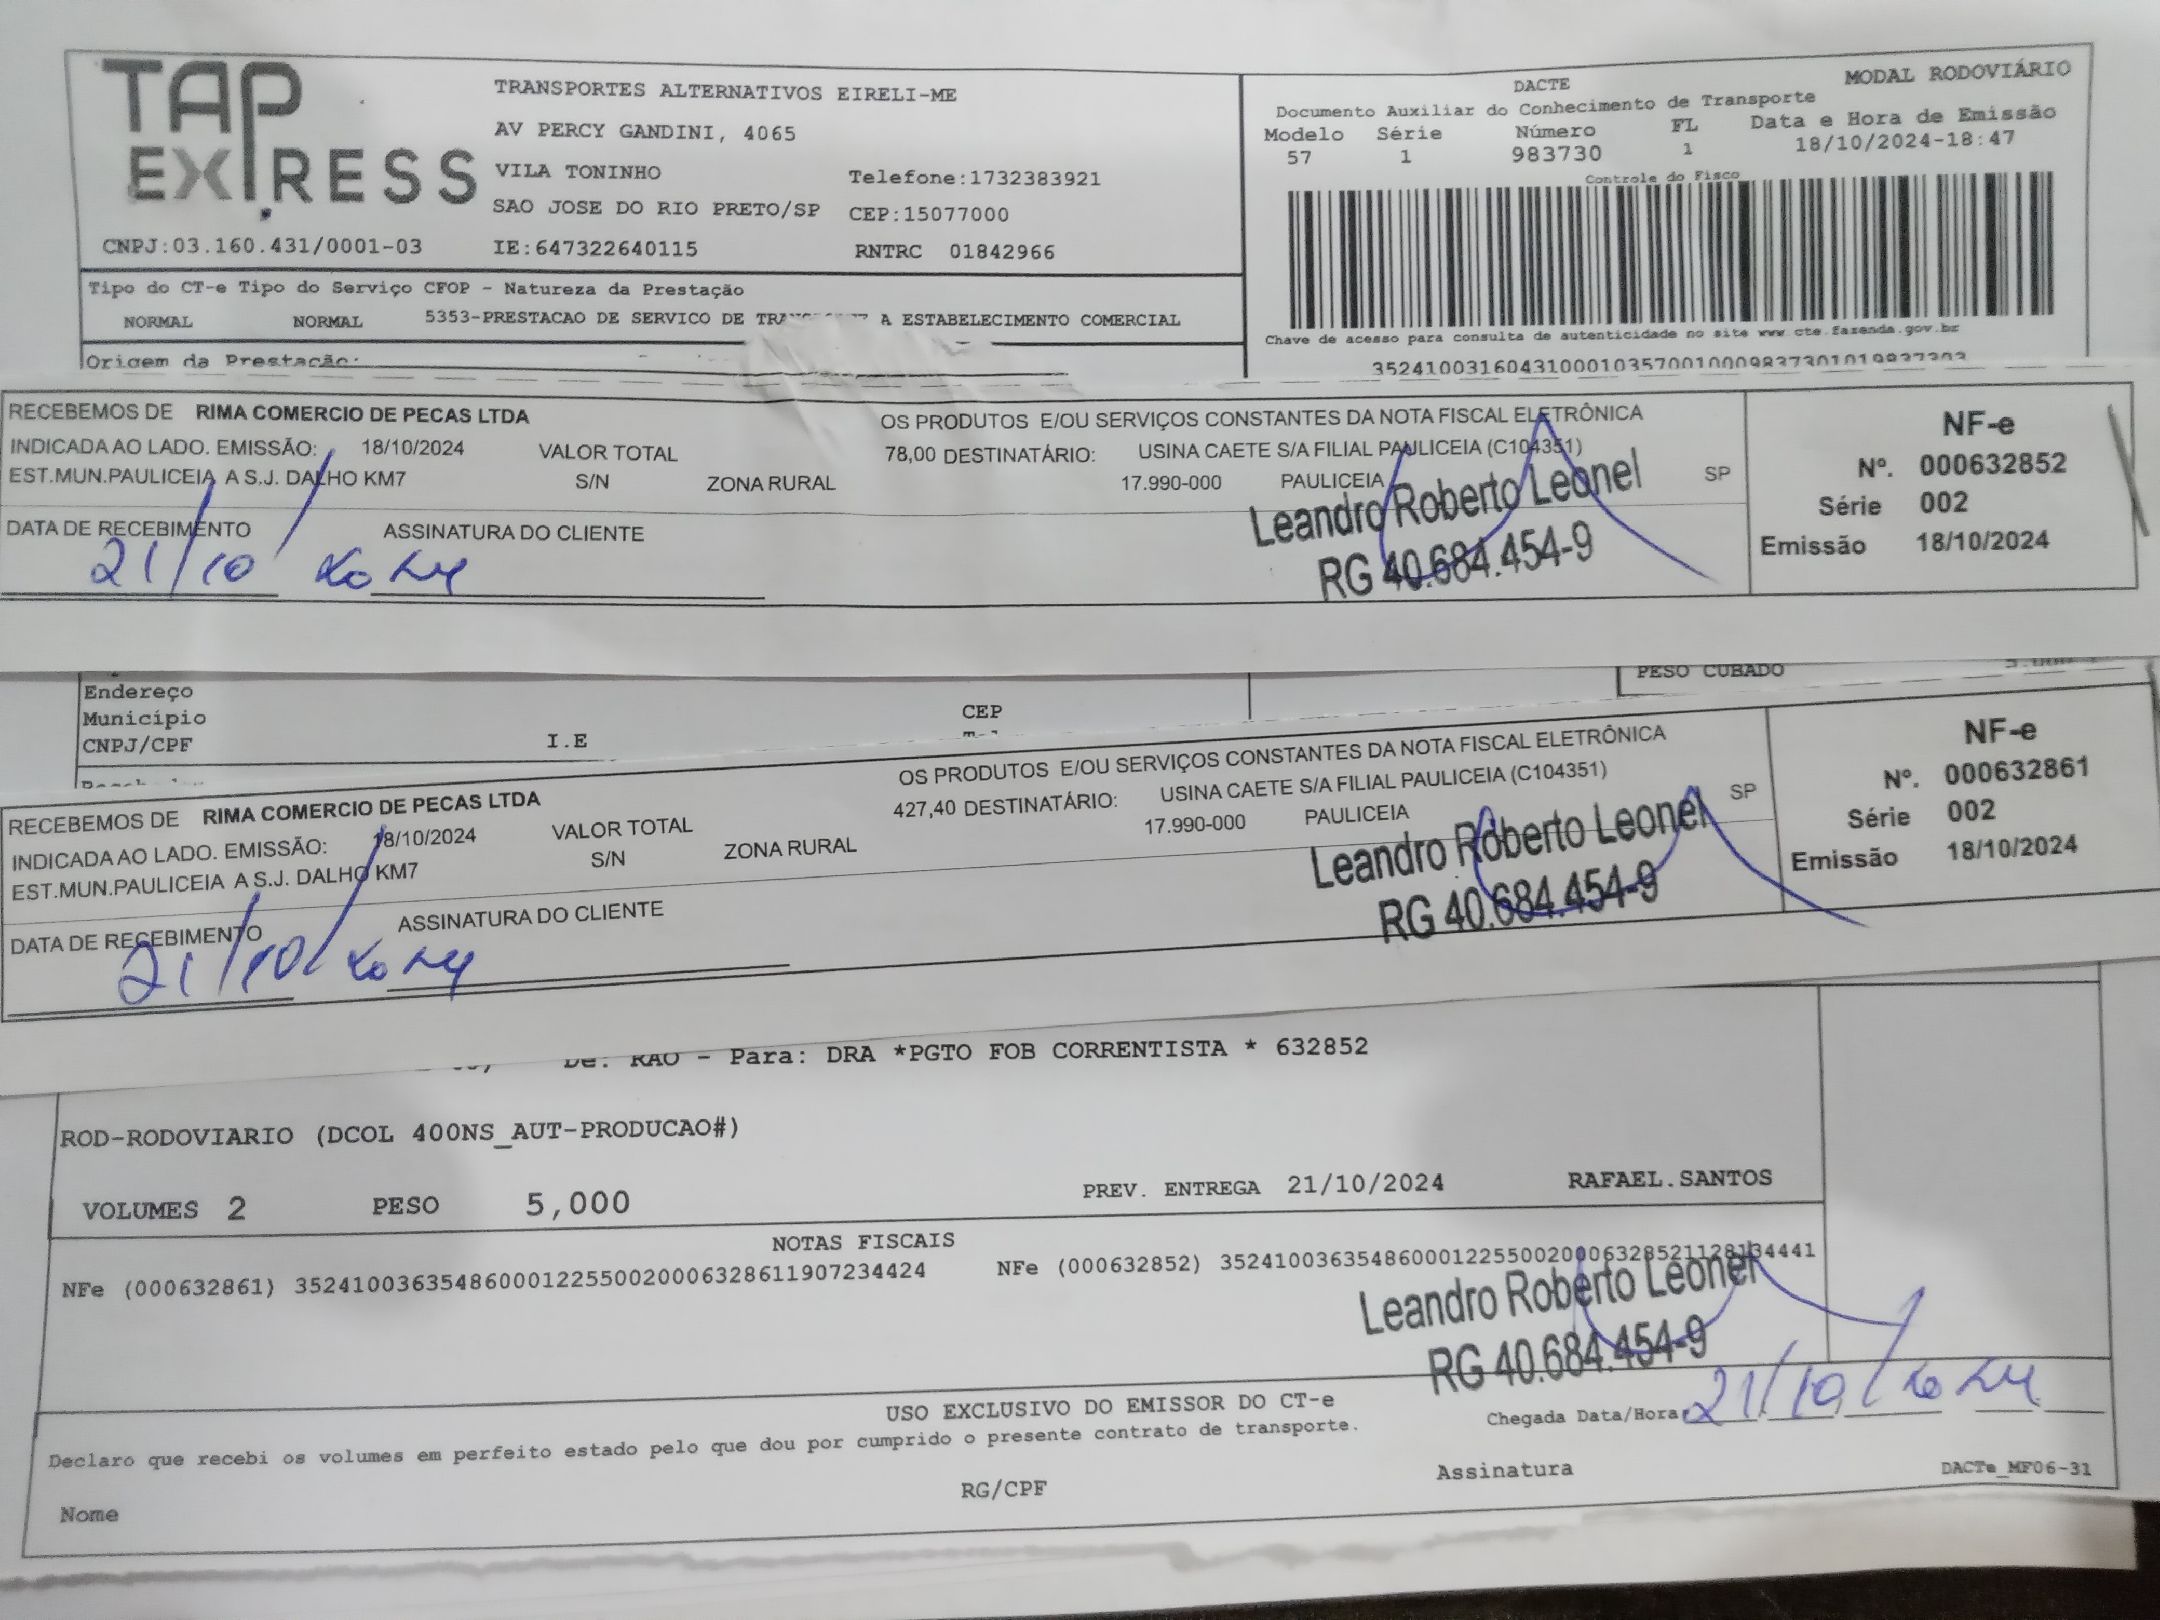 TAP EXPRESS
TRANSPORTES ALTERNATIVOS EIRELI-ME
AV PERCY GANDINI, 4065
VILA TONINHO Telefone:1732383921
SAO JOSE DO RIO PRETO/SP CEP:15077000
CNPJ:03.160.431/0001-03 IE:647322640115 RNTRC 01842966
DACTE MODAL RODOVIÁRIO
Documento Auxiliar do Conhecimento de Transporte
Modelo Série Número FL Data e Hora de Emissão
57 1 983730 1 18/10/2024-18:47
Controle do Fisco
Chave de acesso para consulta de autenticidade no site www.cte.fazenda.gov.br
Tipo do CT-e Tipo do Serviço CFOP - Natureza da Prestação
NORMAL NORMAL 5353-PRESTACAO DE SERVICO DE A ESTABELECIMENTO COMERCIAL
Origem da Prestação:
RECEBEMOS DE RIMA COMERCIO DE PECAS LTDA OS PRODUTOS E/OU SERVIÇOS CONSTANTES DA NOTA FISCAL ELETRÔNICA
INDICADA AO LADO. EMISSÃO: 18/10/2024 VALOR TOTAL 78,00 DESTINATÁRIO: USINA CAETE S/A FILIAL PAULICEIA (C104351)
EST.MUN.PAULICEIA A S.J. DALHO KM7 S/N ZONA RURAL 17.990-000 PAULICEIA SP
DATA DE RECEBIMENTO ASSINATURA DO CLIENTE
21/10/2024
Leandro Roberto Leonel
RG 40.684.454-9
NF-e
Nº. 000632852
Série 002
Emissão 18/10/2024
PESO CUBADO
Endereço
Município CEP
CNPJ/CPF I.E
RECEBEMOS DE RIMA COMERCIO DE PECAS LTDA OS PRODUTOS E/OU SERVIÇOS CONSTANTES DA NOTA FISCAL ELETRÔNICA
INDICADA AO LADO. EMISSÃO: 18/10/2024 VALOR TOTAL 427,40 DESTINATÁRIO: USINA CAETE S/A FILIAL PAULICEIA (C104351)
EST.MUN.PAULICEIA A S.J. DALHO KM7 S/N ZONA RURAL 17.990-000 PAULICEIA SP
DATA DE RECEBIMENTO ASSINATURA DO CLIENTE
21/10/2024
Leandro Roberto Leonel
RG 40.684.454-9
NF-e
Nº. 000632861
Série 002
Emissão 18/10/2024
De: RAO - Para: DRA *PGTO FOB CORRENTISTA * 632852
ROD-RODOVIARIO (DCOL 400NS_AUT-PRODUCAO#)
VOLUMES 2 PESO 5,000 PREV. ENTREGA 21/10/2024 RAFAEL.SANTOS
NOTAS FISCAIS
NFe (000632861) 35241003635486000122550020006328611907234424 NFe (000632852) 35241003635486000122550020006328521128134441
Leandro Roberto Leonel
RG 40.684.454-9
USO EXCLUSIVO DO EMISSOR DO CT-e
Declaro que recebi os volumes em perfeito estado pelo que dou por cumprido o presente contrato de transporte.
Chegada Data/Hora 21/10/2024
Nome RG/CPF Assinatura DACTe_MF06-31